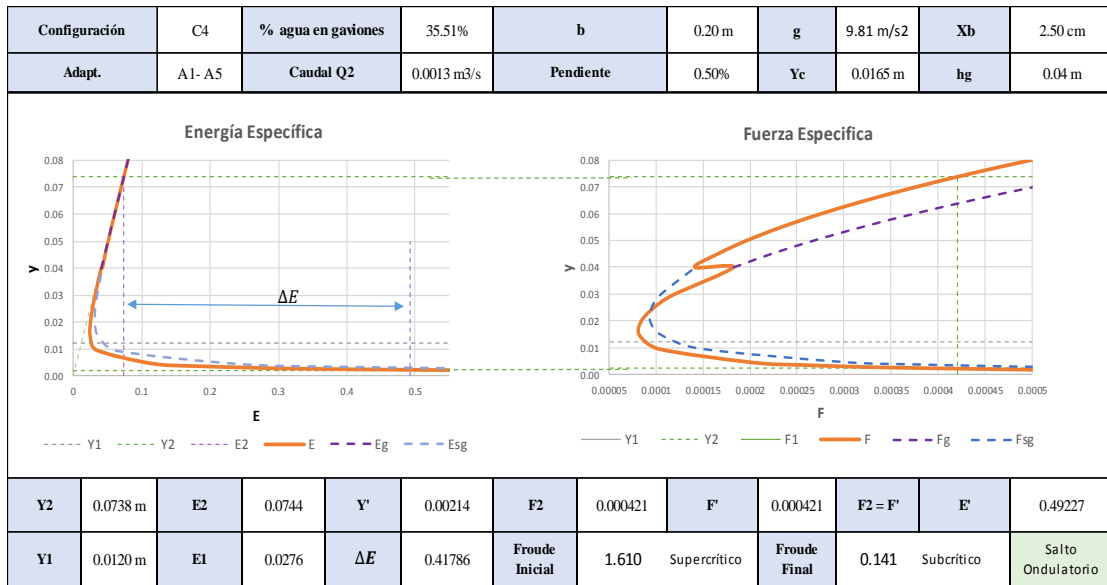 Configuración C4 % agua en gaviones 35.51% b 0.20 m g 9.81 m/s2 Xb 2.50 cm
Adapt. A1- A5 Caudal Q2 0.0013 m3/s Pendiente 0.50% Yc 0.0165 m hg 0.04 m
Energía Específica
0.08
0.07
0.06
0.05
0.04
0.03
0.02
0.01
0.00
y
ΔE
0 0.1 0.2 0.3 0.4 0.5
E
Y1 Y2 E2 E Eg Esg
Fuerza Especifica
0.08
0.07
0.06
0.05
0.04
0.03
0.02
0.01
0.00
y
0.00005 0.0001 0.00015 0.0002 0.00025 0.0003 0.00035 0.0004 0.00045 0.0005
F
Y1 Y2 F1 F Fg Fsg
Y2 0.0738 m E2 0.0744 Y' 0.00214 F2 0.000421 F' 0.000421 F2 = F' E' 0.49227
Y1 0.0120 m E1 0.0276 ΔE 0.41786 Froude Inicial 1.610 Supercrítico Froude Final 0.141 Subcrítico Salto Ondulatorio